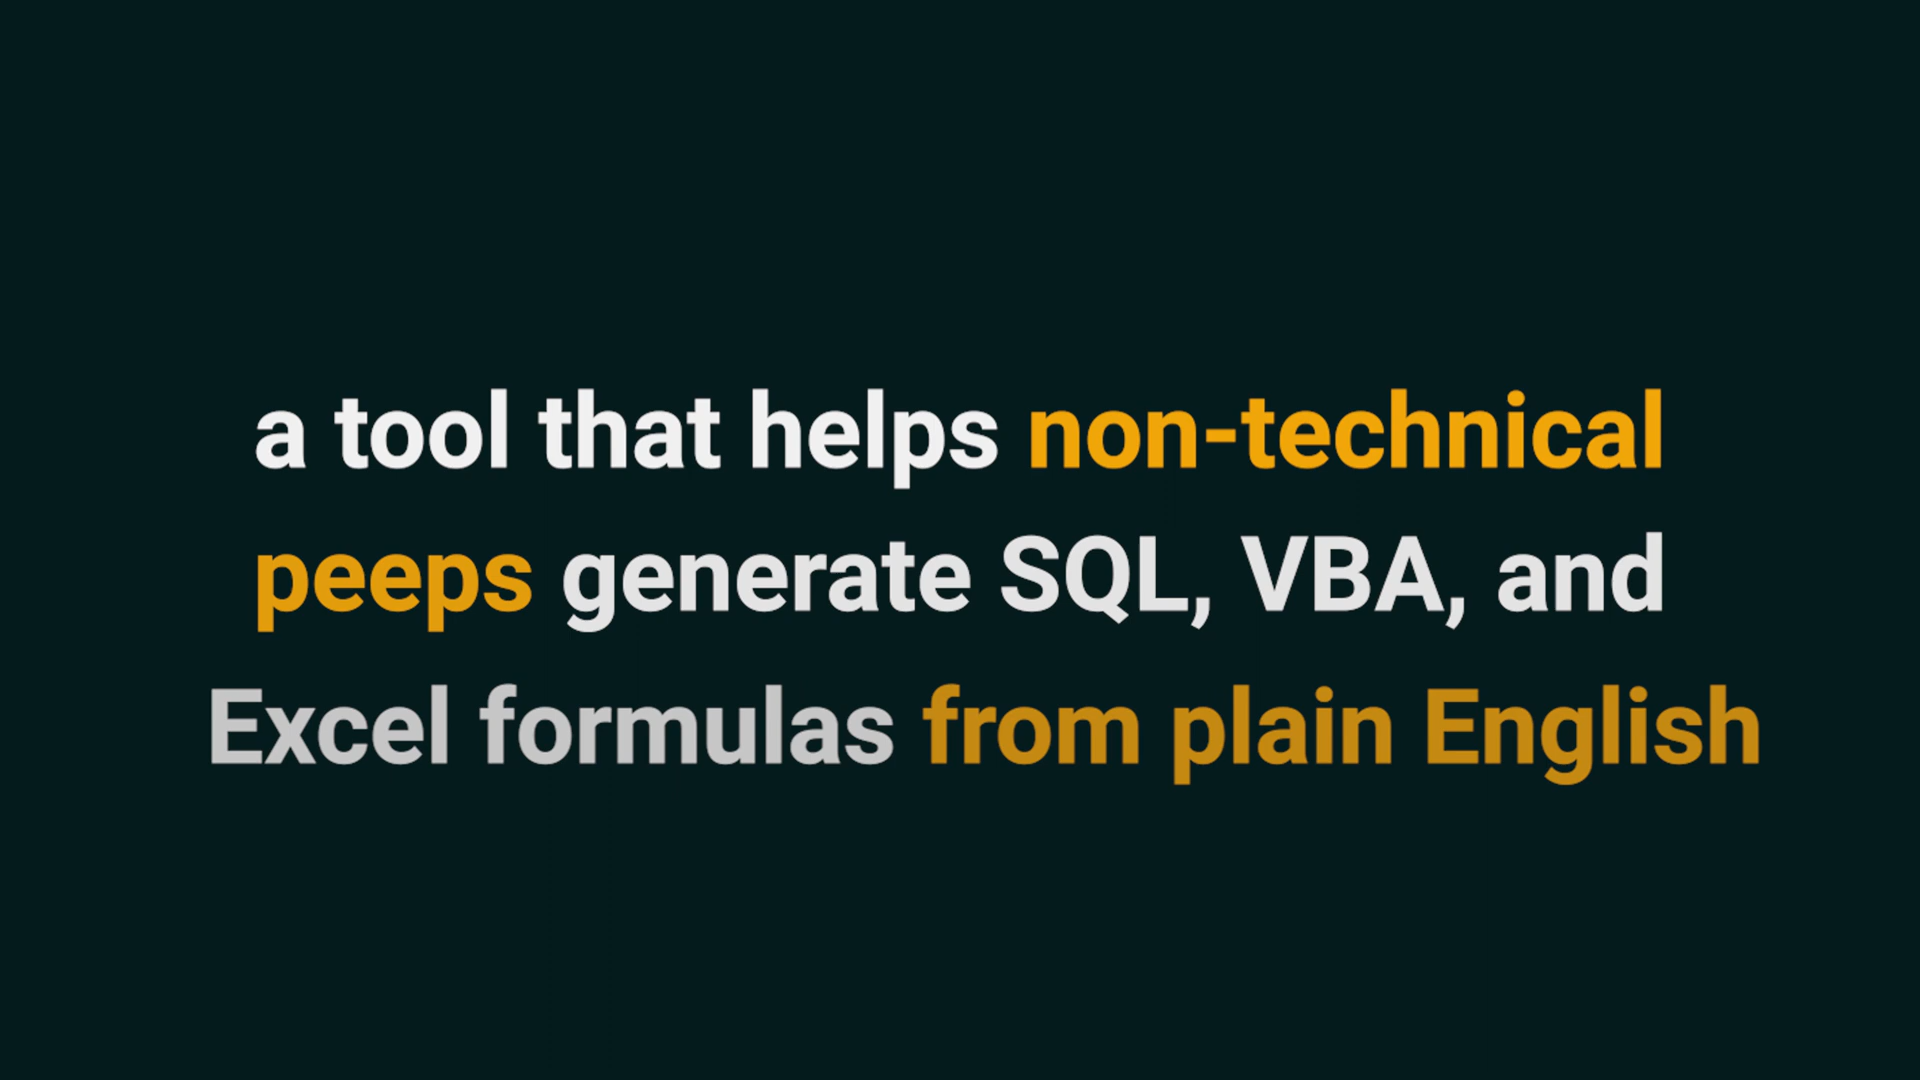 a tool that helps non-technical
peeps generate SQL, VBA, and
Excel formulas from plain English